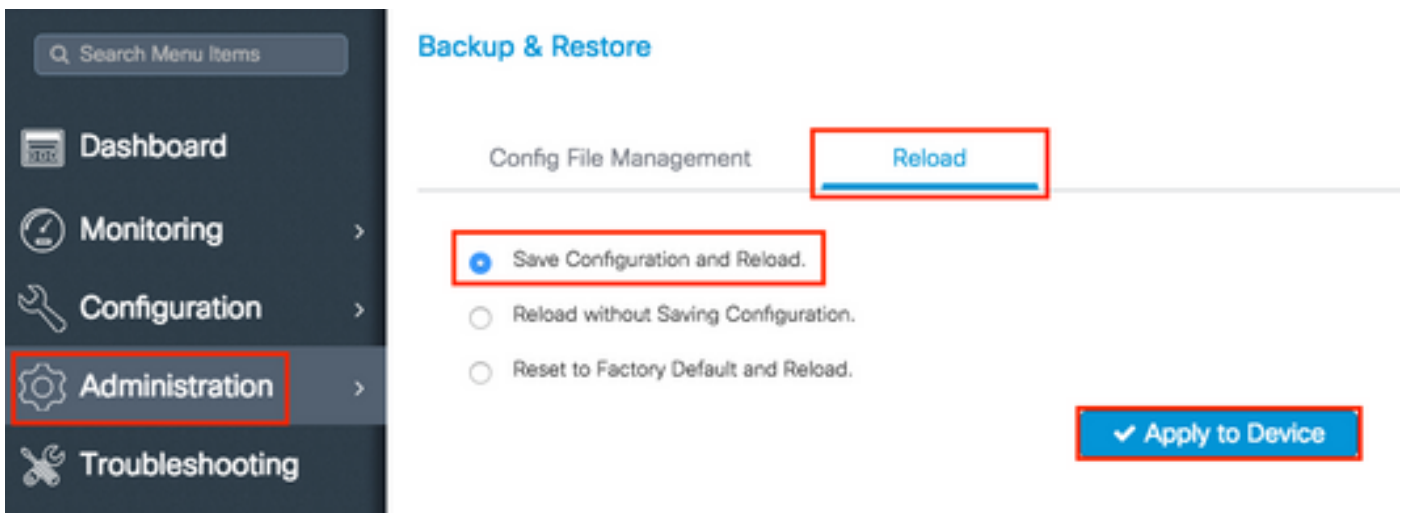 Search Menu Items
Dashboard
Monitoring
Configuration
Administration
Troubleshooting
Backup & Restore
Config File Management
Reload
Save Configuration and Reload.
Reload without Saving Configuration.
Reset to Factory Default and Reload.
Apply to Device